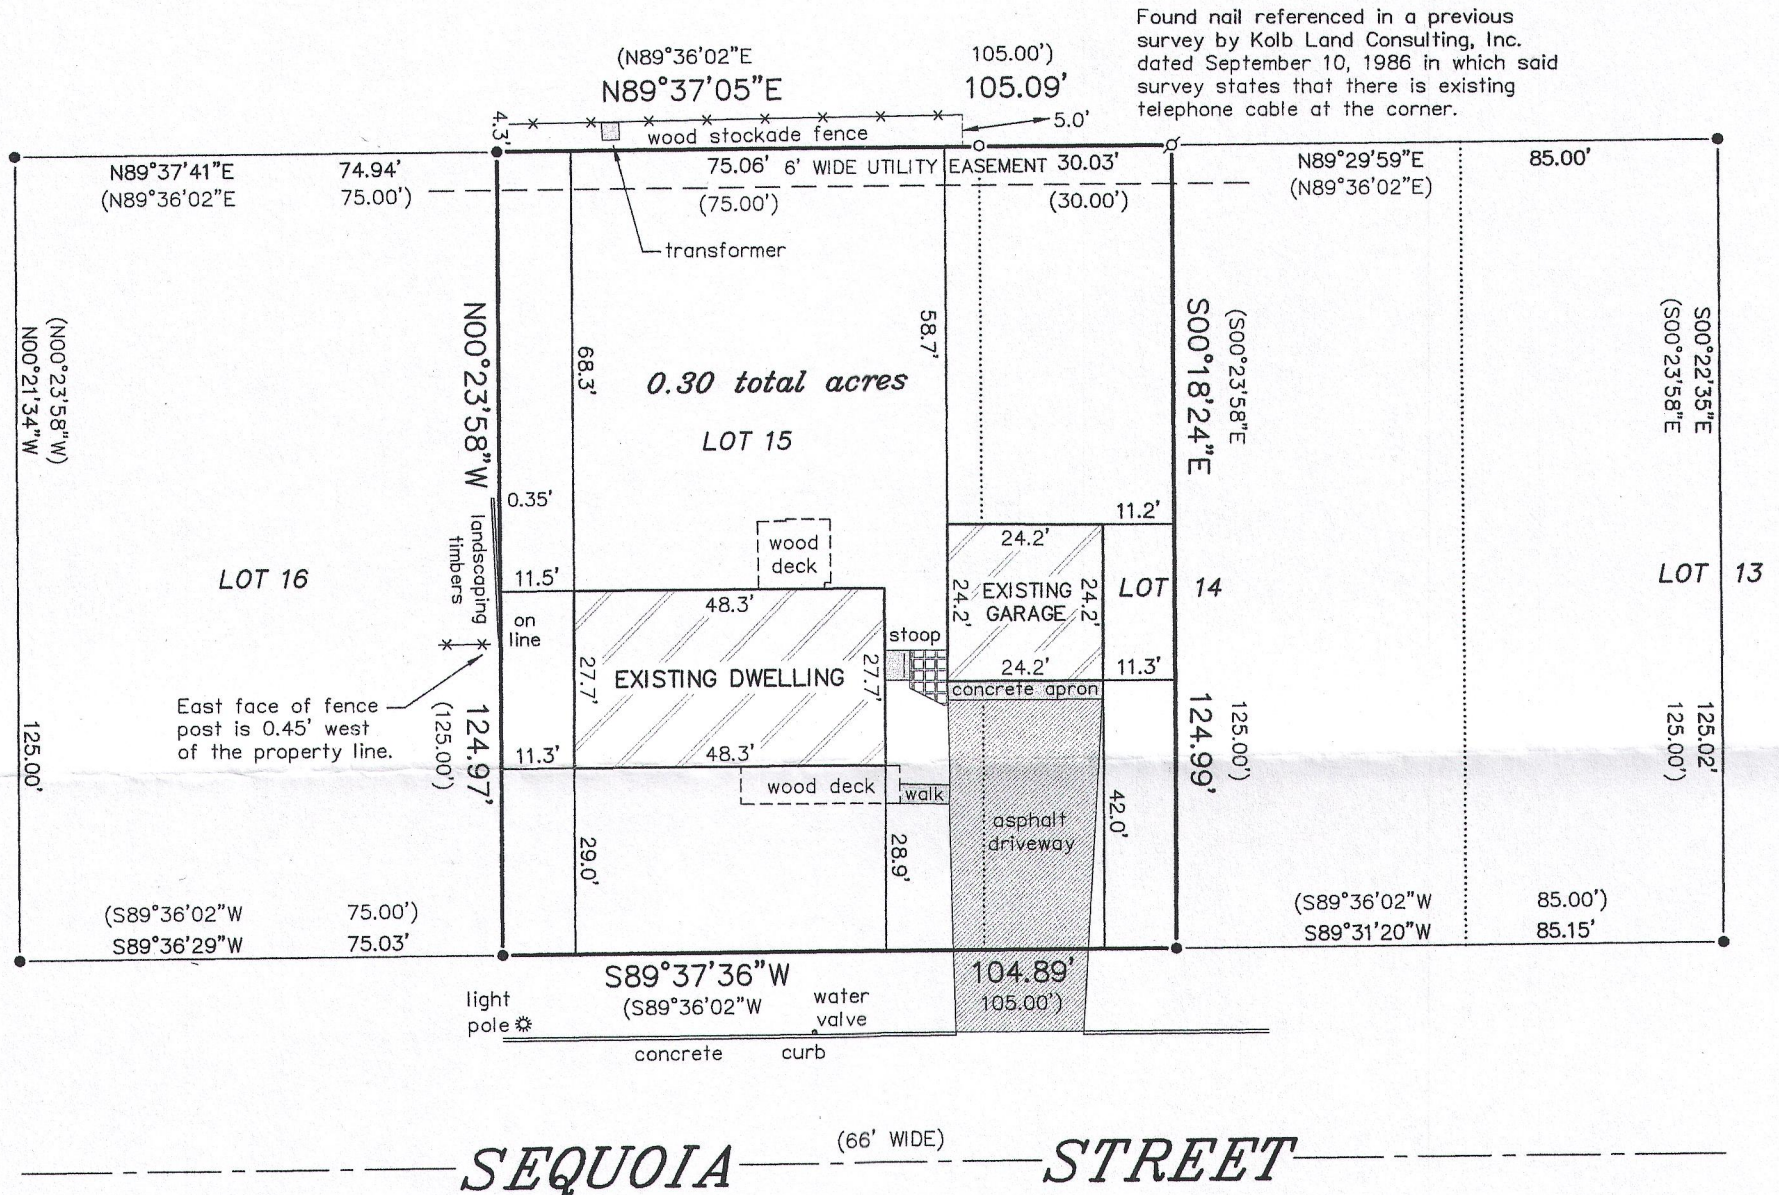 Found nail referenced in a previous
survey by Kolb Land Consulting, Inc.
dated September 10, 1986 in which said
survey states that there is existing
telephone cable at the corner.
(N89°36'02"E 105.00')
N89°37'05"E 105.09'
4.3'
wood stockade fence
5.0'
N89°37'41"E 74.94'
(N89°36'02"E 75.00')
75.06' 6' WIDE UTILITY EASEMENT 30.03'
(75.00') (30.00')
N89°29'59"E 85.00'
(N89°36'02"E)
transformer
(N00°23'58"W)
N00°21'34"W
125.00'
N00°23'58"W
124.97'
(125.00')
68.3'
58.7'
0.30 total acres
LOT 15
S00°18'24"E
124.99'
(S00°23'58"E
125.00')
S00°22'35"E
125.02'
(S00°23'58"E
125.00')
0.35'
landscaping
timbers
LOT 16
11.5'
on
line
wood
deck
48.3'
27.7'
EXISTING DWELLING
27.7'
48.3'
11.3'
stoop
11.2'
24.2'
24.2'
EXISTING
GARAGE
24.2'
24.2'
11.3'
LOT 14
LOT 13
concrete apron
East face of fence
post is 0.45' west
of the property line.
wood deck
walk
asphalt
driveway
42.0'
29.0'
28.9'
(S89°36'02"W 75.00')
S89°36'29"W 75.03'
(S89°36'02"W 85.00')
S89°31'20"W 85.15'
S89°37'36"W 104.89'
(S89°36'02"W 105.00')
light
pole
water
valve
concrete curb
(66' WIDE)
SEQUOIA STREET